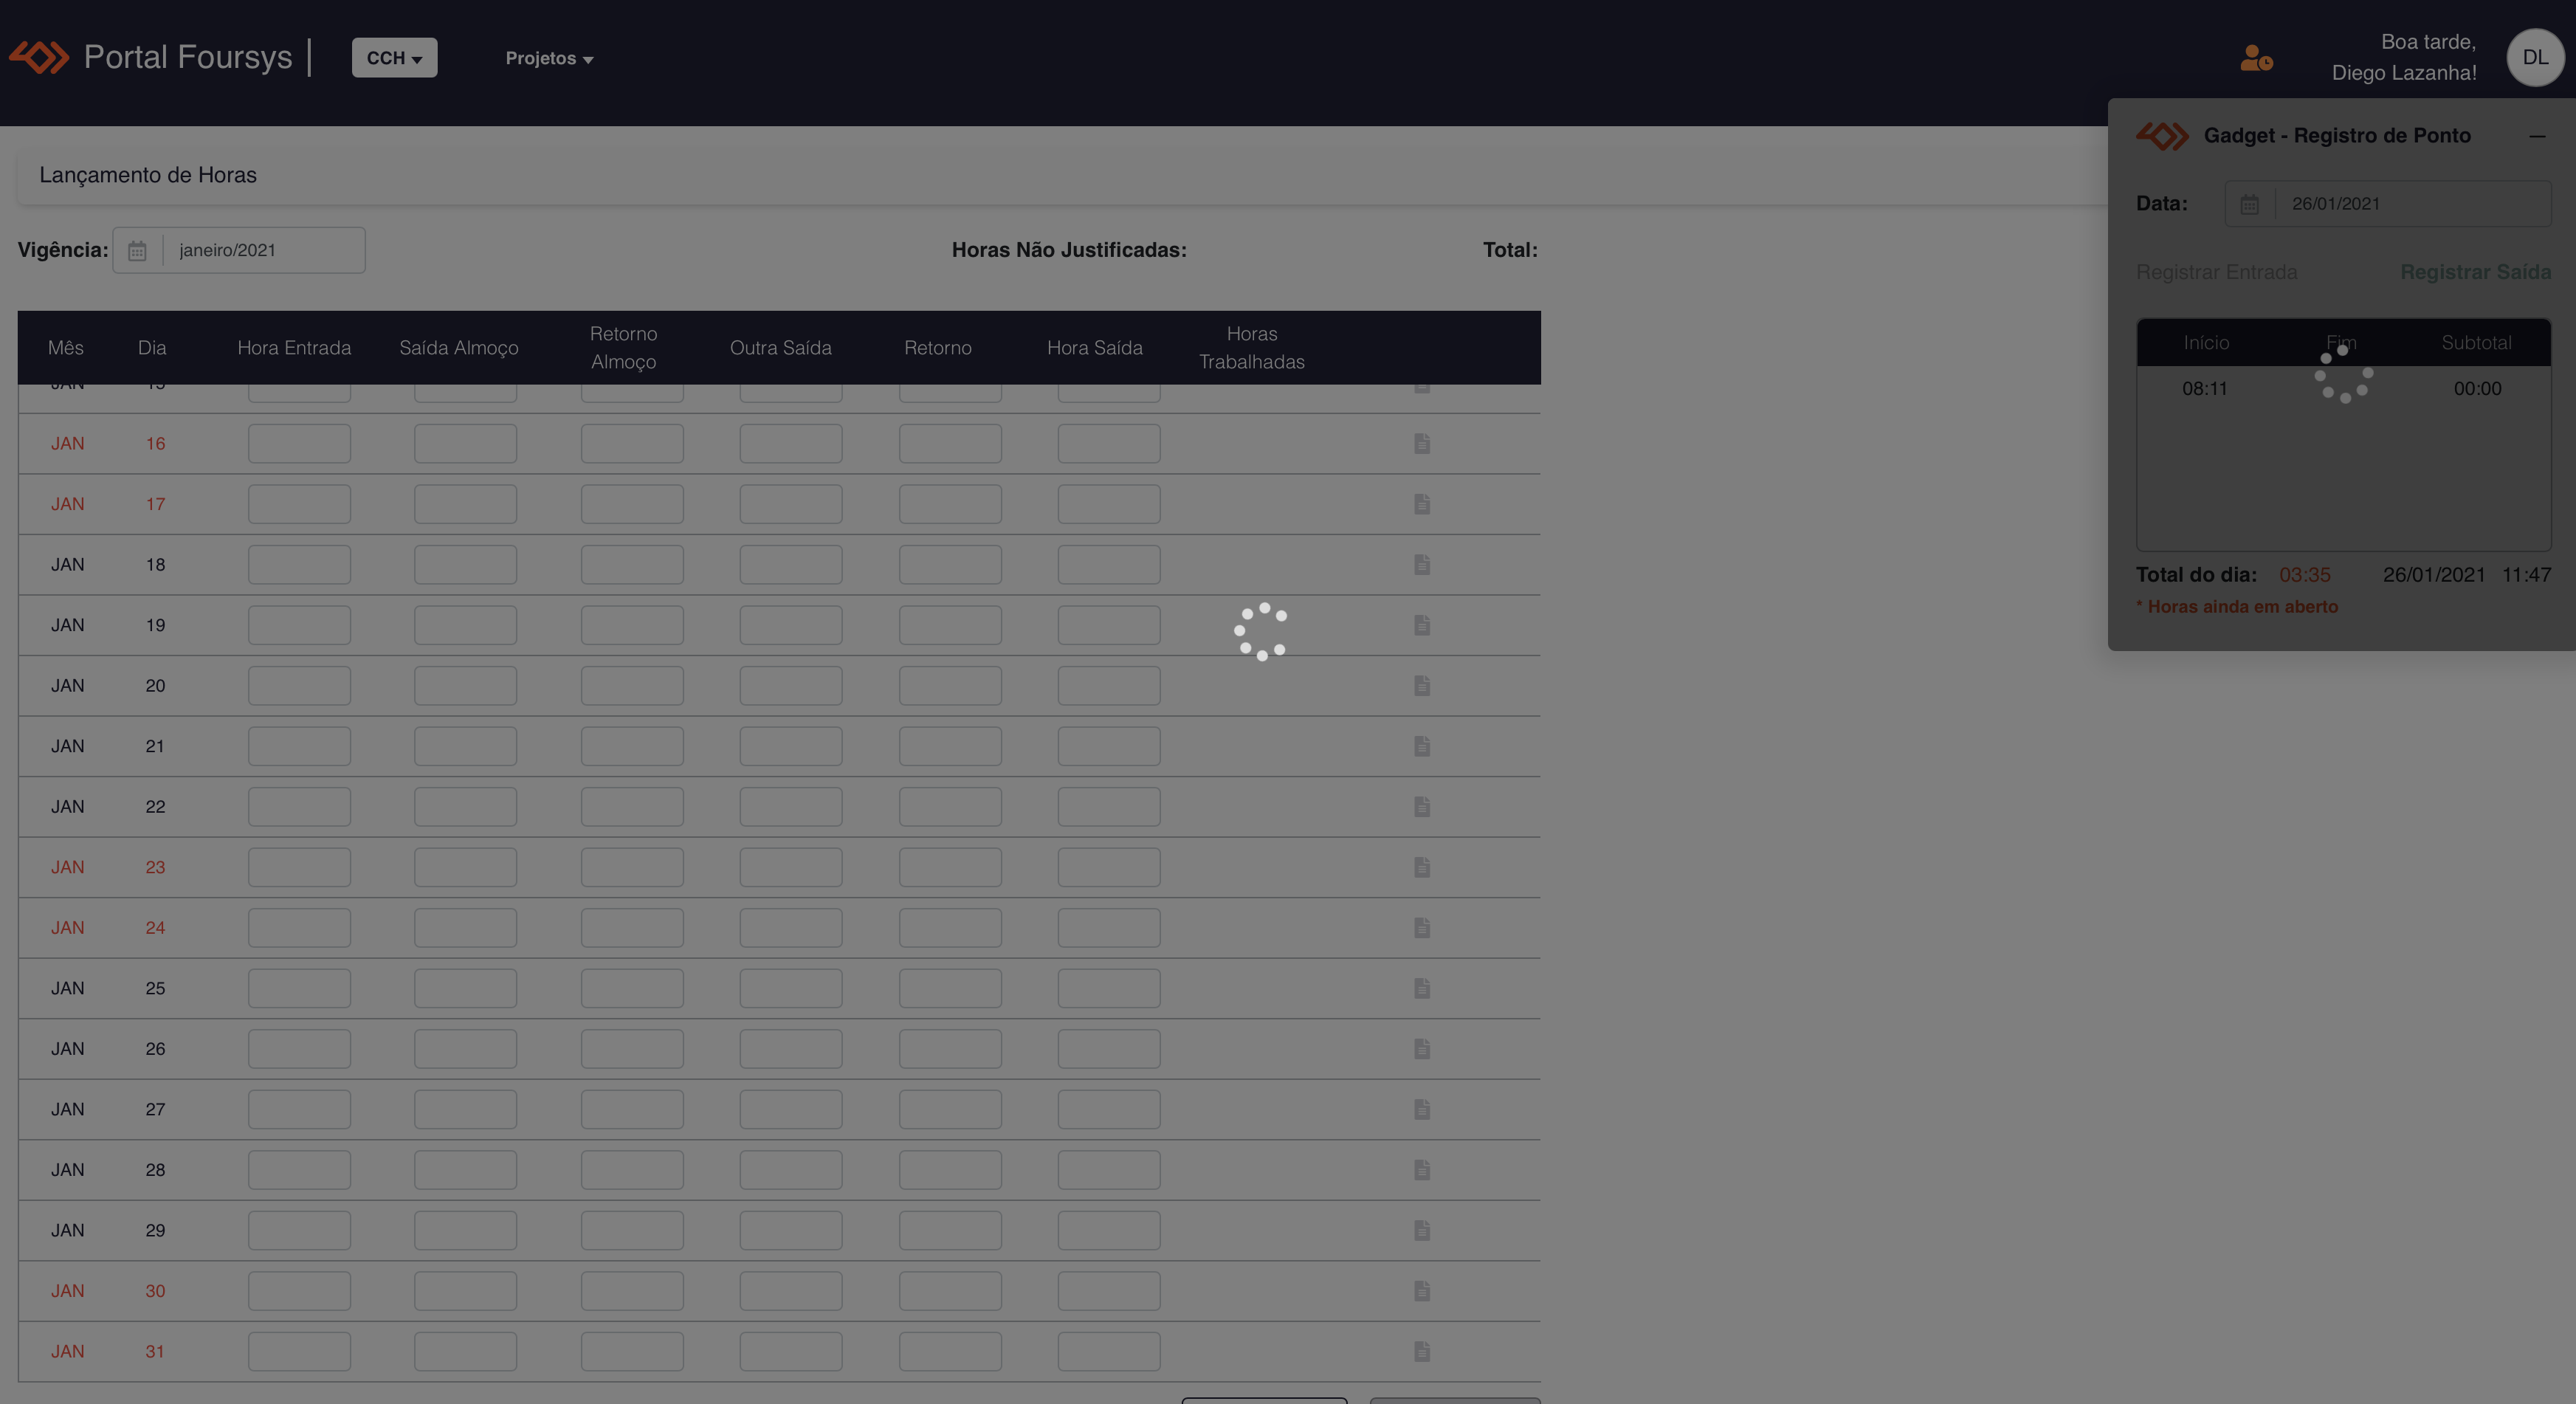 Portal Foursys |
CCH
Projetos
Boa tarde,
Diego Lazanha!
DL
Lançamento de Horas
Vigência:
janeiro/2021
Horas Não Justificadas:
Total:
Mês Dia Hora Entrada Saída Almoço Retorno Almoço Outra Saída Retorno Hora Saída Horas Trabalhadas
JAN 15
JAN 16
JAN 17
JAN 18
JAN 19
JAN 20
JAN 21
JAN 22
JAN 23
JAN 24
JAN 25
JAN 26
JAN 27
JAN 28
JAN 29
JAN 30
JAN 31
Gadget - Registro de Ponto
Data: 26/01/2021
Registrar Entrada Registrar Saída
Início Fim Subtotal
08:11 00:00
Total do dia: 03:35 26/01/2021 11:47
* Horas ainda em aberto